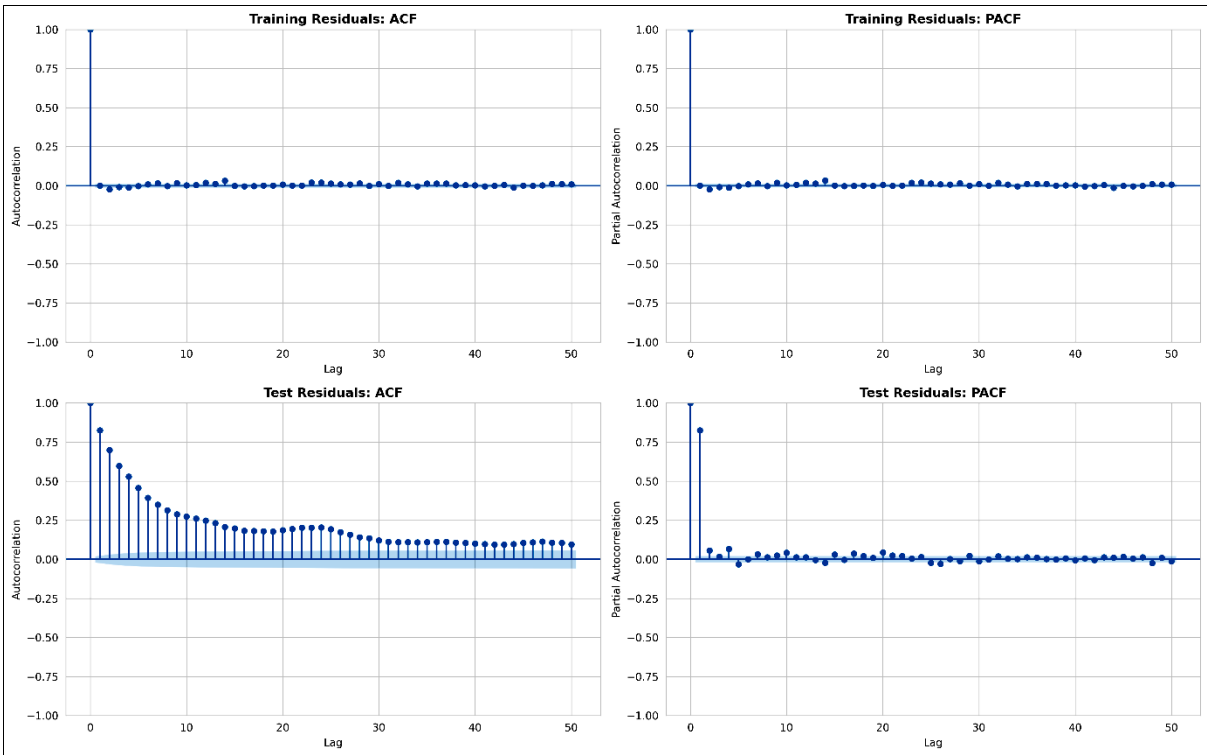 Training Residuals: ACF
1.00
0.75
0.50
0.25
0.00
−0.25
−0.50
−0.75
−1.00
Autocorrelation
0 10 20 30 40 50
Lag
Training Residuals: PACF
1.00
0.75
0.50
0.25
0.00
−0.25
−0.50
−0.75
−1.00
Partial Autocorrelation
0 10 20 30 40 50
Lag
Test Residuals: ACF
1.00
0.75
0.50
0.25
0.00
−0.25
−0.50
−0.75
−1.00
Autocorrelation
0 10 20 30 40 50
Lag
Test Residuals: PACF
1.00
0.75
0.50
0.25
0.00
−0.25
−0.50
−0.75
−1.00
Partial Autocorrelation
0 10 20 30 40 50
Lag